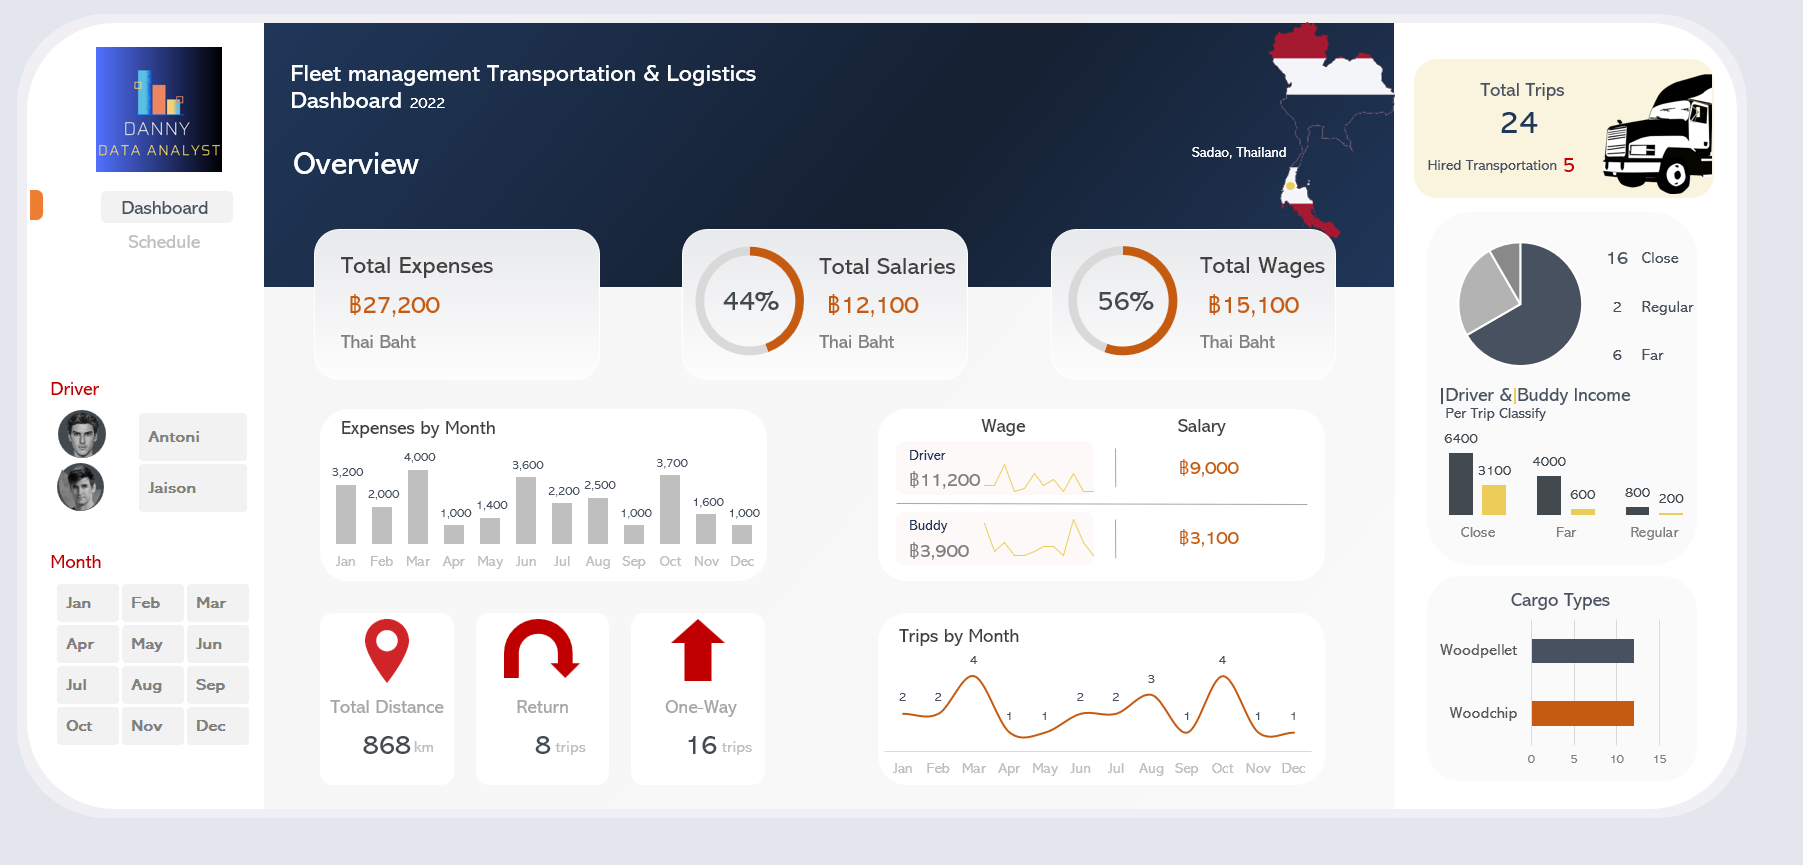 DANNY
DATA ANALYST
Dashboard
Schedule
Driver
Antoni
Jaison
Month
Jan Feb Mar
Apr May Jun
Jul Aug Sep
Oct Nov Dec
Fleet management Transportation & Logistics
Dashboard 2022
Overview
Sadao, Thailand
Total Expenses
฿27,200
Thai Baht
44%
Total Salaries
฿12,100
Thai Baht
56%
Total Wages
฿15,100
Thai Baht
Expenses by Month
3,200 2,000 4,000 1,000 1,400 3,600 2,200 2,500 1,000 3,700 1,600 1,000
Jan Feb Mar Apr May Jun Jul Aug Sep Oct Nov Dec
Wage Salary
Driver
฿11,200 ฿9,000
Buddy
฿3,900 ฿3,100
Total Distance
868 km
Return
8 trips
One-Way
16 trips
Trips by Month
2 2 4 1 1 2 2 3 1 4 1 1
Jan Feb Mar Apr May Jun Jul Aug Sep Oct Nov Dec
Total Trips
24
Hired Transportation 5
16 Close
2 Regular
6 Far
|Driver &|Buddy Income
Per Trip Classify
6400 3100 4000 600 800 200
Close Far Regular
Cargo Types
Woodpellet
Woodchip
0 5 10 15